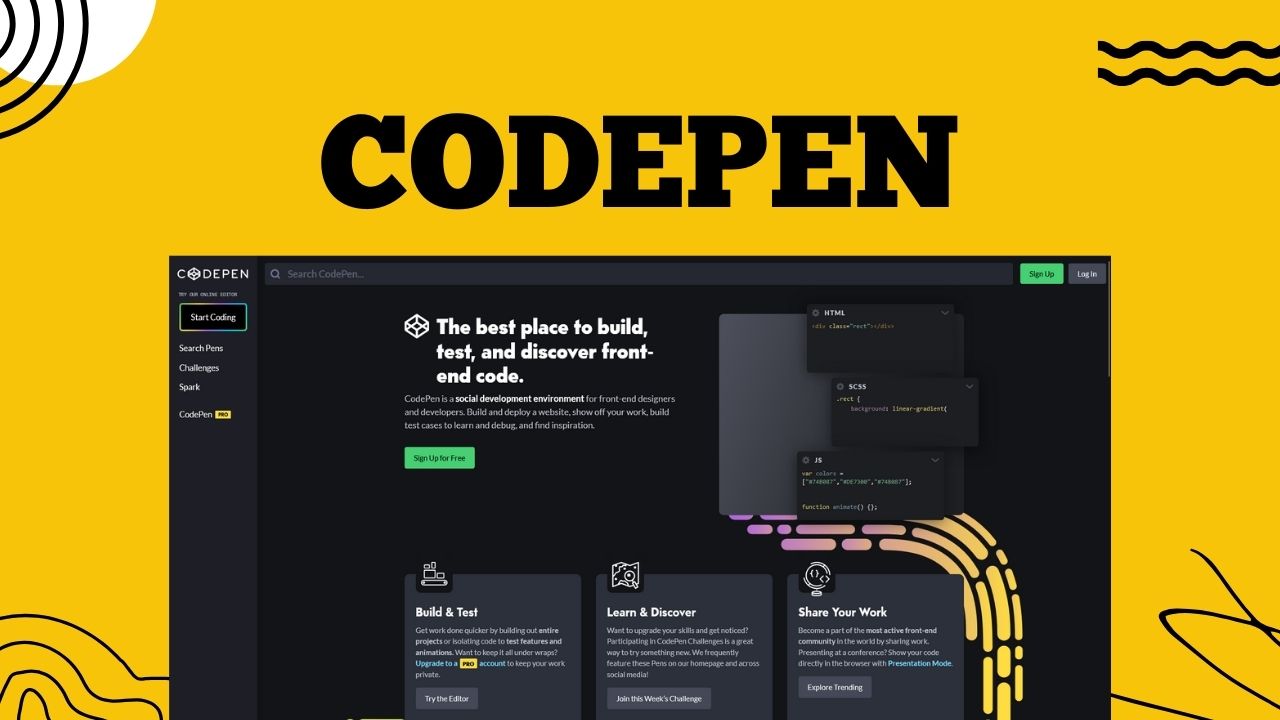 CODEPEN
CODEPEN
Search CodePen...
Sign Up
Log In
TRY OUR ONLINE EDITOR
Start Coding
Search Pens
Challenges
Spark
CodePen PRO
The best place to build,
test, and discover front-
end code.
CodePen is a social development environment for front-end designers
and developers. Build and deploy a website, show off your work, build
test cases to learn and debug, and find inspiration.
Sign Up for Free
HTML
<div class="rect"></div>
SCSS
.rect {
background: linear-gradient(
JS
var colors =
["#74B087","#DE7300","#74B087"];
function animate() {};
Build & Test
Get work done quicker by building out entire
projects or isolating code to test features and
animations. Want to keep it all under wraps?
Upgrade to a PRO account to keep your work
private.
Try the Editor
Learn & Discover
Want to upgrade your skills and get noticed?
Participating in CodePen Challenges is a great
way to try something new. We frequently
feature these Pens on our homepage and across
social media!
Join this Week's Challenge
Share Your Work
Become a part of the most active front-end
community in the world by sharing work.
Presenting at a conference? Show your code
directly in the browser with Presentation Mode.
Explore Trending